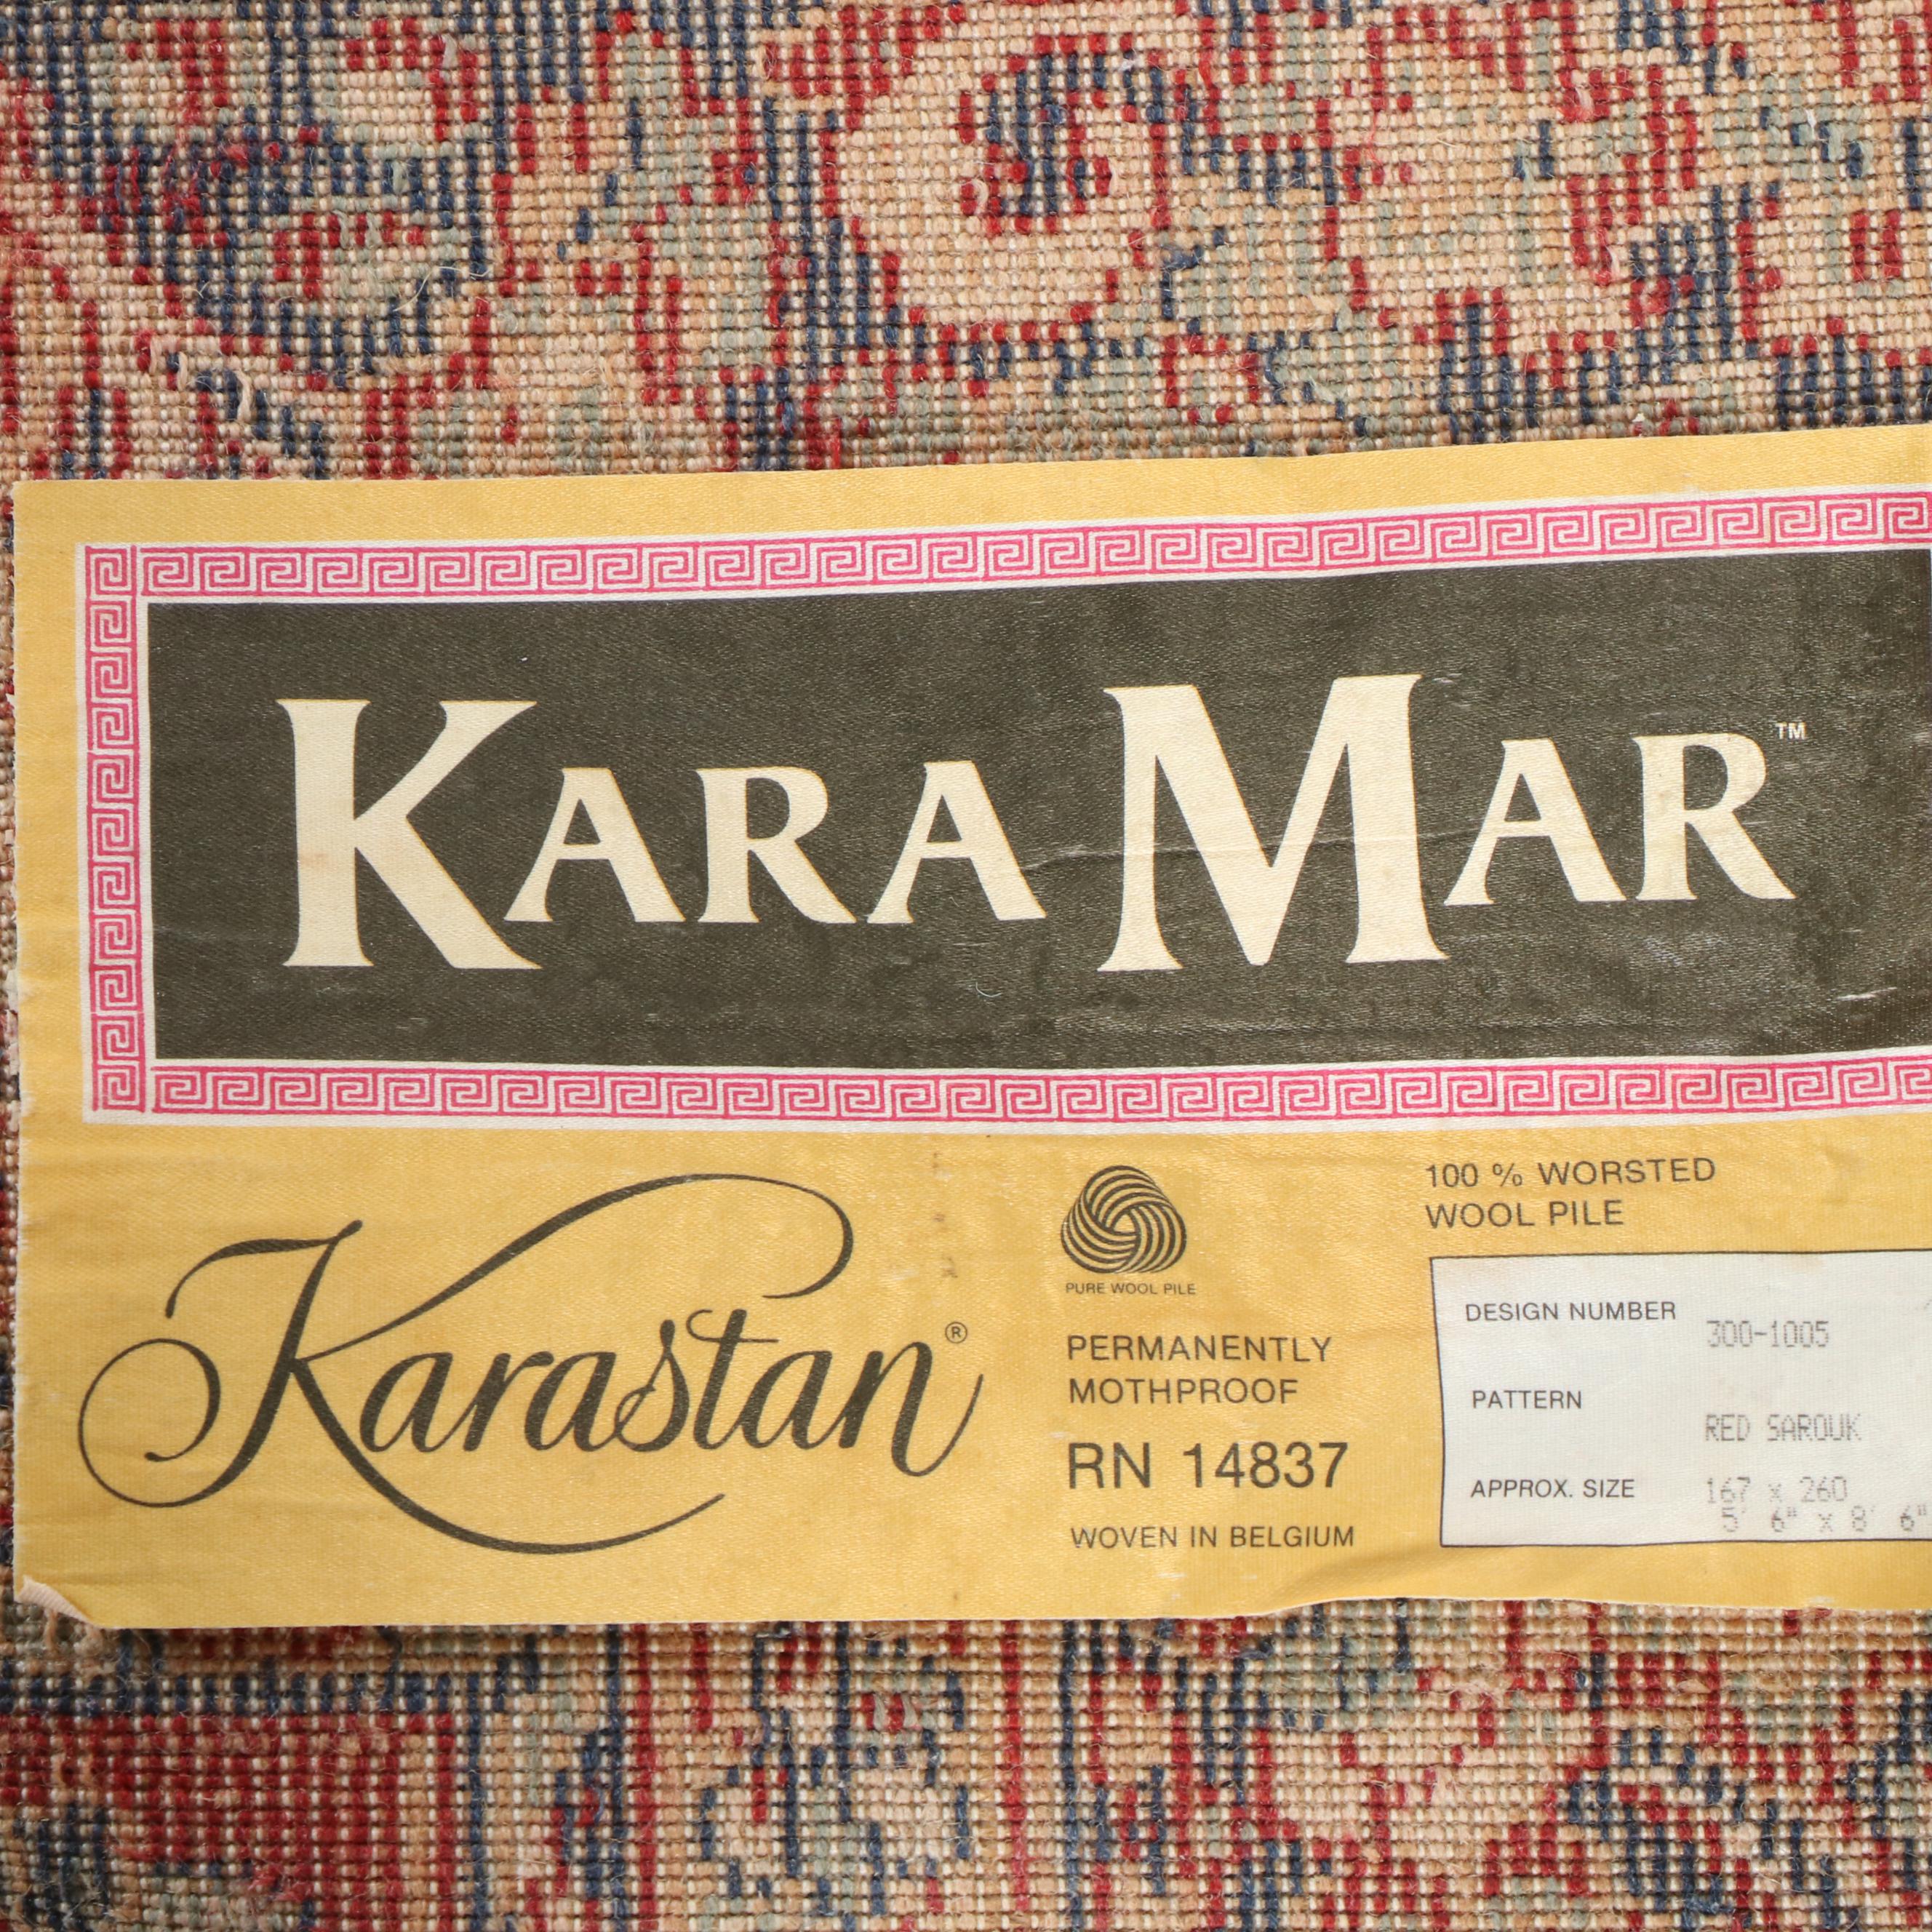 KARA MAR™
Karastan®
PURE WOOL PILE
PERMANENTLY
MOTHPROOF
RN 14837
WOVEN IN BELGIUM
100 % WORSTED
WOOL PILE
DESIGN NUMBER 300-1005
PATTERN RED SAROUK
APPROX. SIZE 167 x 260
5' 6" x 8' 6"